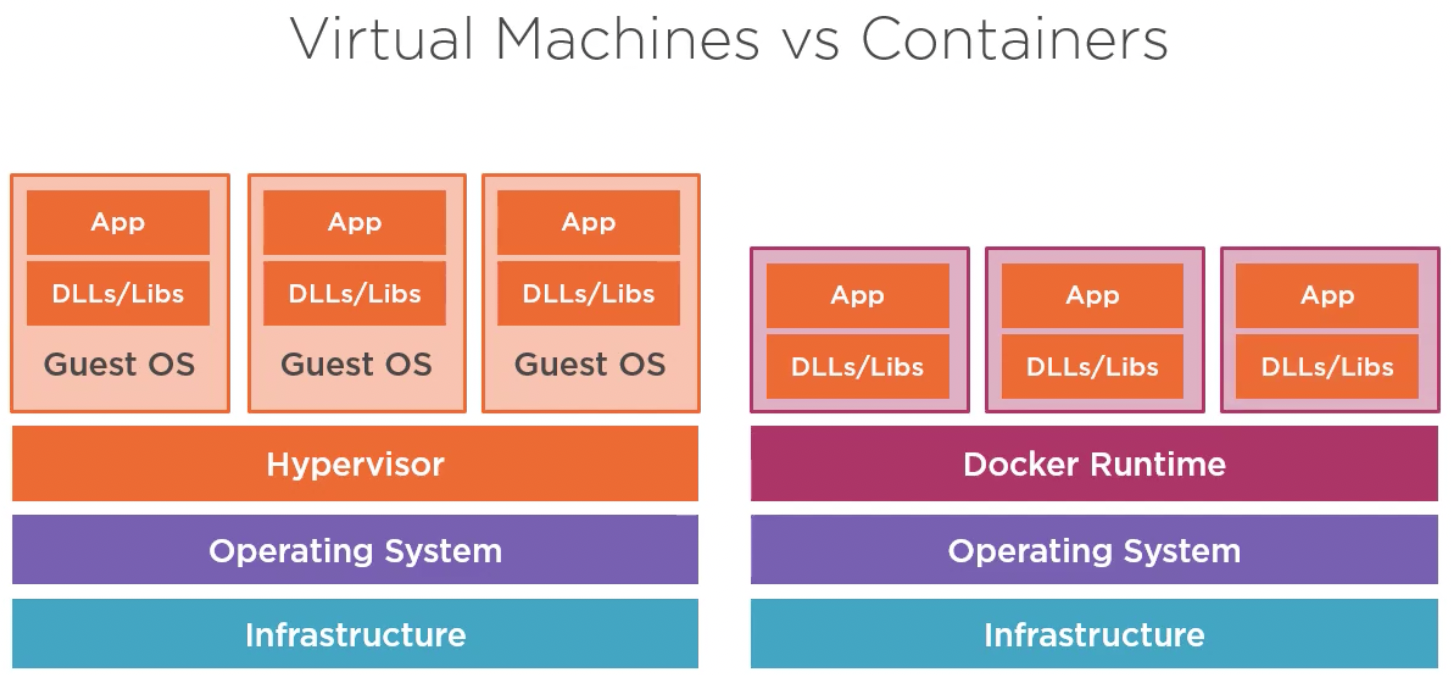 Virtual Machines vs Containers
App
DLLs/Libs
Guest OS
App
DLLs/Libs
Guest OS
App
DLLs/Libs
Guest OS
Hypervisor
Operating System
Infrastructure
App
DLLs/Libs
App
DLLs/Libs
App
DLLs/Libs
Docker Runtime
Operating System
Infrastructure